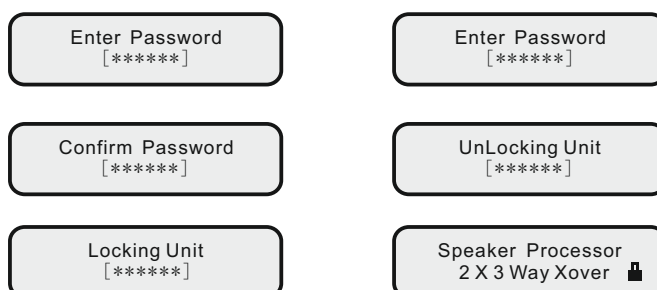 Enter Password
[******]
Confirm Password
[******]
Locking Unit
[******]
Enter Password
[******]
UnLocking Unit
[******]
Speaker Processor
2 X 3 Way Xover